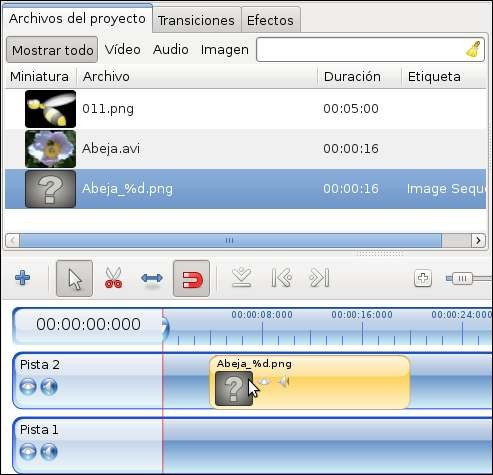 Archivos del proyecto Transiciones Efectos
Mostrar todo Vídeo Audio Imagen
Miniatura Archivo Duración Etiqueta
011.png 00:05:00
Abeja.avi 00:00:16
Abeja_%d.png 00:00:16 Image Seque
00:00:00:000 00:00:08:000 00:00:16:000 00:00:24:000
Pista 2 Abeja_%d.png
Pista 1